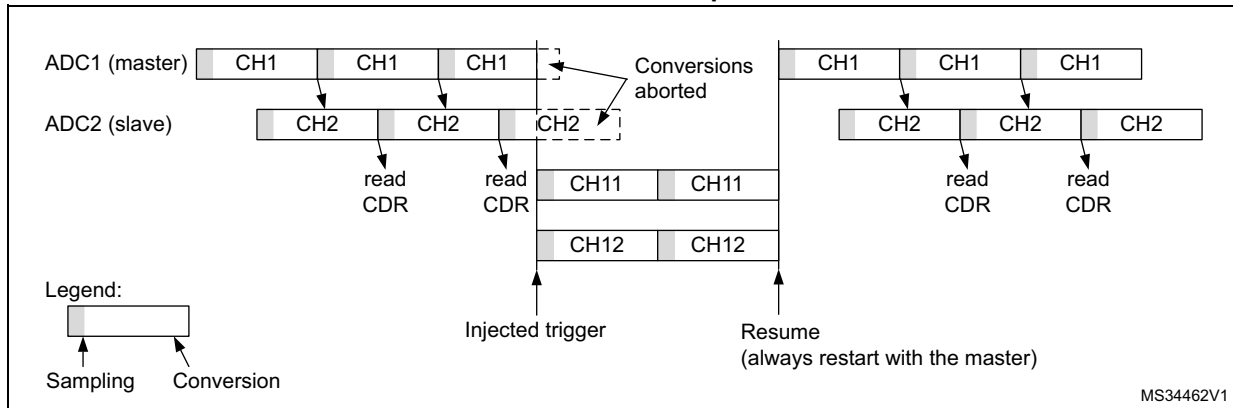 ADC1 (master) CH1 CH1 CH1 Conversions aborted CH1 CH1 CH1
ADC2 (slave) CH2 CH2 CH2 CH2 CH2 CH2
read CDR read CDR read CDR read CDR
CH11 CH11
CH12 CH12
Legend:
Sampling Conversion
Injected trigger
Resume
(always restart with the master)
MS34462V1